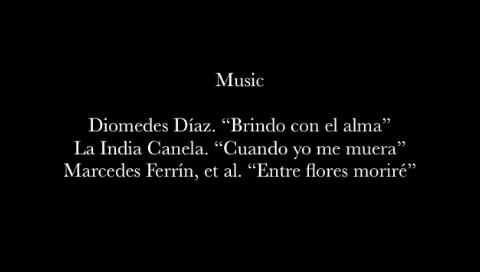 Music
Diomedes Díaz. “Brindo con el alma”
La India Canela. “Cuando yo me muera”
Marcedes Ferrín, et al. “Entre flores moriré”